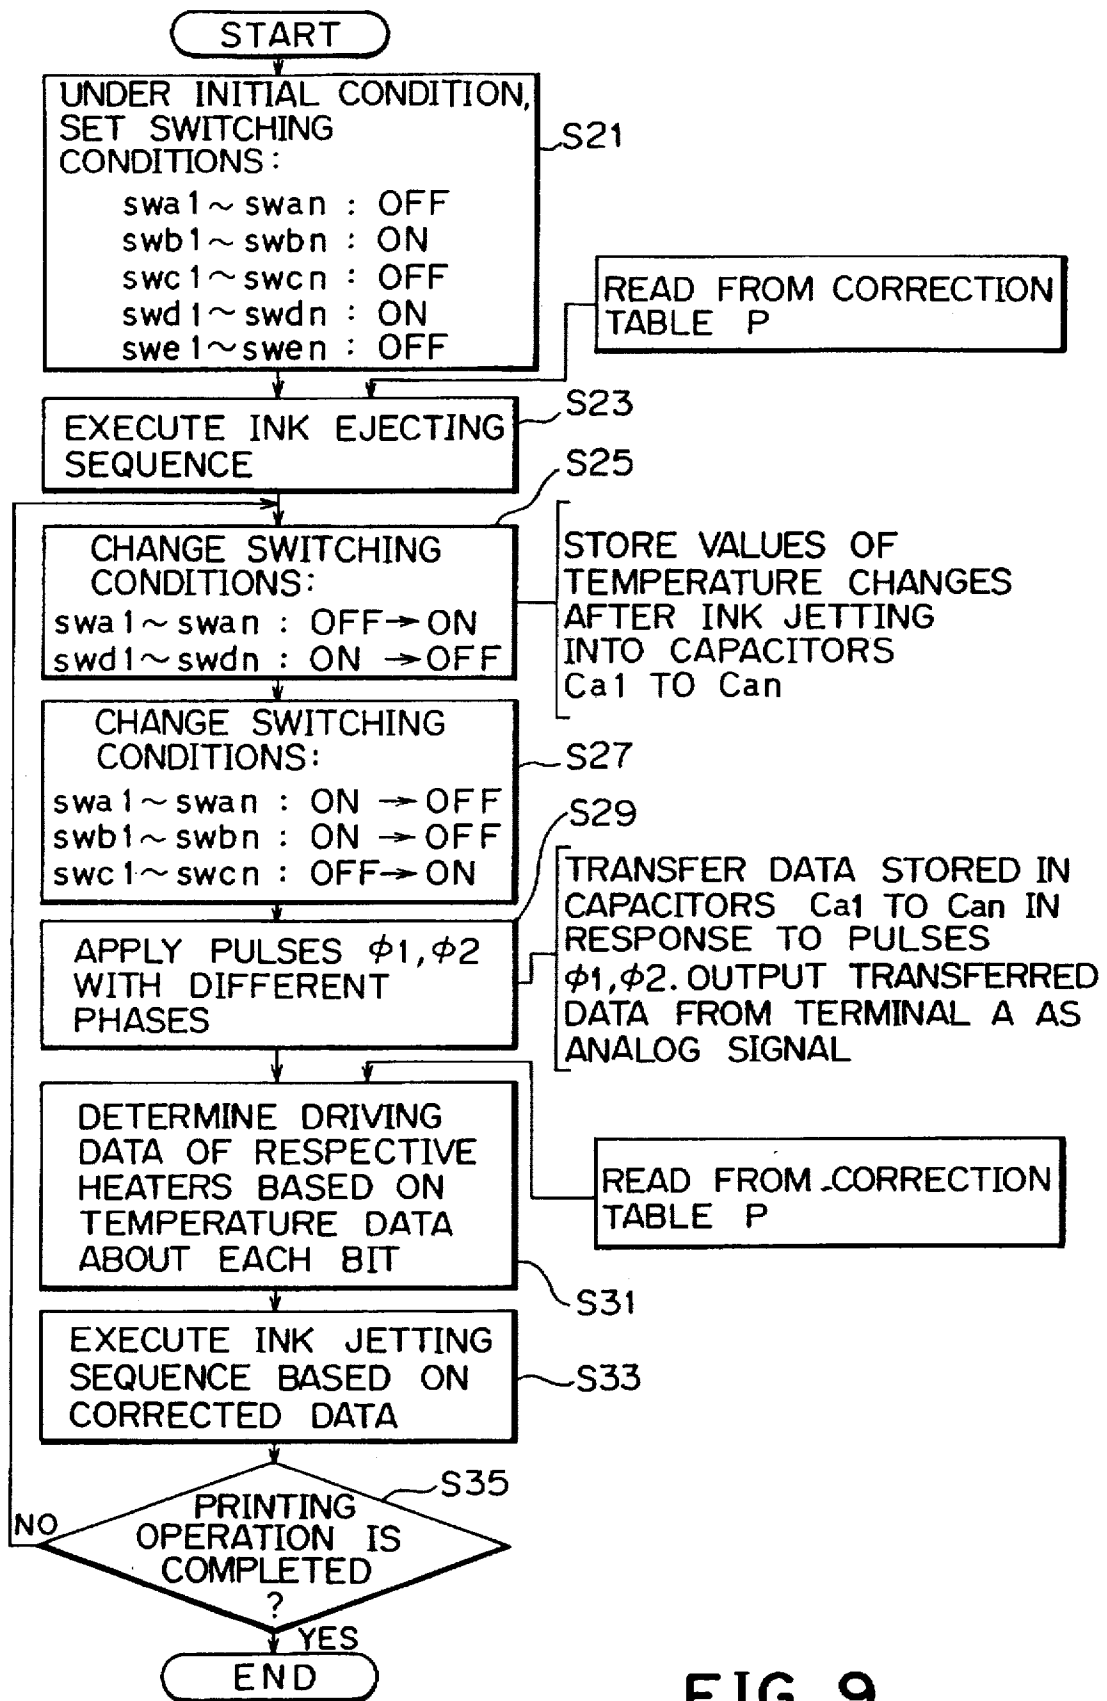 START
UNDER INITIAL CONDITION,
SET SWITCHING
CONDITIONS:
swa1~swan : OFF
swb1~swbn : ON
swc1~swcn : OFF
swd1~swdn : ON
swe1~swen : OFF
S21
READ FROM CORRECTION
TABLE P
EXECUTE INK EJECTING
SEQUENCE
S23
CHANGE SWITCHING
CONDITIONS:
swa1~swan : OFF→ON
swd1~swdn : ON →OFF
S25
STORE VALUES OF
TEMPERATURE CHANGES
AFTER INK JETTING
INTO CAPACITORS
Ca1 TO Can
CHANGE SWITCHING
CONDITIONS:
swa1~swan : ON →OFF
swb1~swbn : ON →OFF
swc1~swcn : OFF→ON
S27
APPLY PULSES φ1,φ2
WITH DIFFERENT
PHASES
S29
TRANSFER DATA STORED IN
CAPACITORS Ca1 TO Can IN
RESPONSE TO PULSES
φ1,φ2. OUTPUT TRANSFERRED
DATA FROM TERMINAL A AS
ANALOG SIGNAL
DETERMINE DRIVING
DATA OF RESPECTIVE
HEATERS BASED ON
TEMPERATURE DATA
ABOUT EACH BIT
S31
READ FROM CORRECTION
TABLE P
EXECUTE INK JETTING
SEQUENCE BASED ON
CORRECTED DATA
S33
PRINTING
OPERATION IS
COMPLETED
?
S35
NO
YES
END
FIG. 9